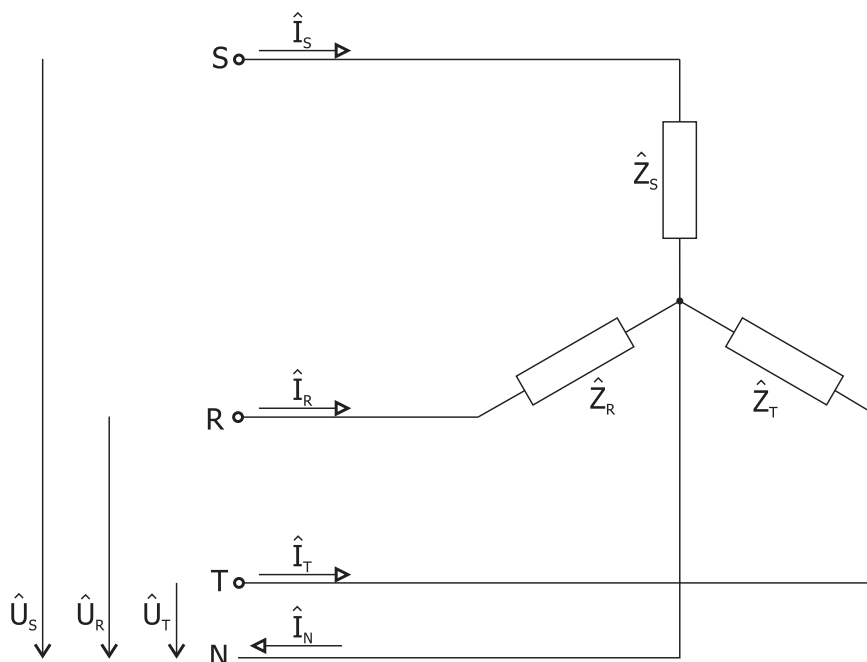 S Î_S
Ẑ_S
R Î_R
Ẑ_R
Ẑ_T
T Î_T
Û_S Û_R Û_T
N Î_N